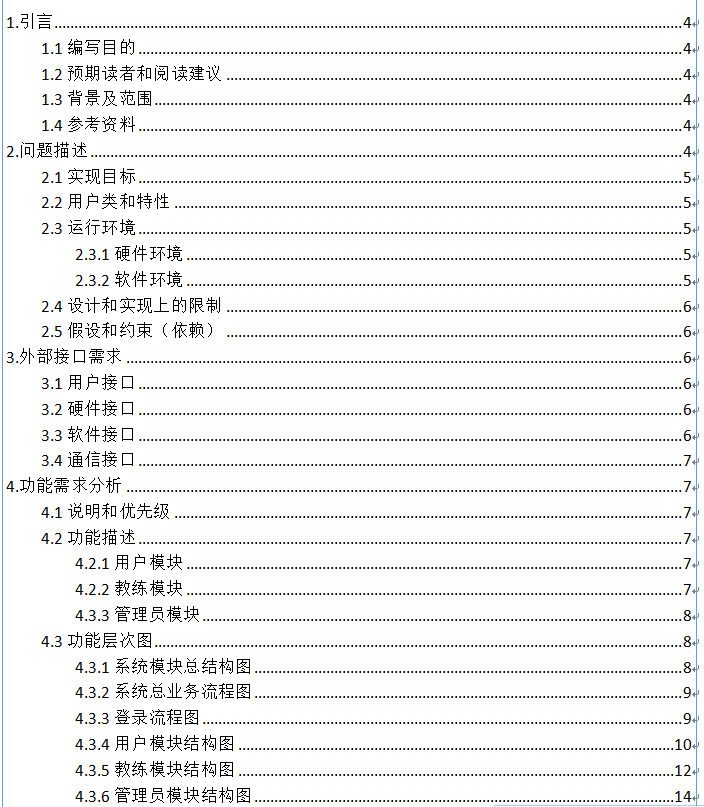 1.引言........................................4
1.1 编写目的........................................4
1.2 预期读者和阅读建议........................................4
1.3 背景及范围........................................4
1.4 参考资料........................................4
2.问题描述........................................4
2.1 实现目标........................................5
2.2 用户类和特性........................................5
2.3 运行环境........................................5
2.3.1 硬件环境........................................5
2.3.2 软件环境........................................5
2.4 设计和实现上的限制........................................6
2.5 假设和约束（依赖）........................................6
3.外部接口需求........................................6
3.1 用户接口........................................6
3.2 硬件接口........................................6
3.3 软件接口........................................6
3.4 通信接口........................................7
4.功能需求分析........................................7
4.1 说明和优先级........................................7
4.2 功能描述........................................7
4.2.1 用户模块........................................7
4.2.2 教练模块........................................7
4.3.3 管理员模块........................................8
4.3 功能层次图........................................8
4.3.1 系统模块总结构图........................................8
4.3.2 系统总业务流程图........................................9
4.3.3 登录流程图........................................9
4.3.4 用户模块结构图........................................10
4.3.5 教练模块结构图........................................12
4.3.6 管理员模块结构图........................................14